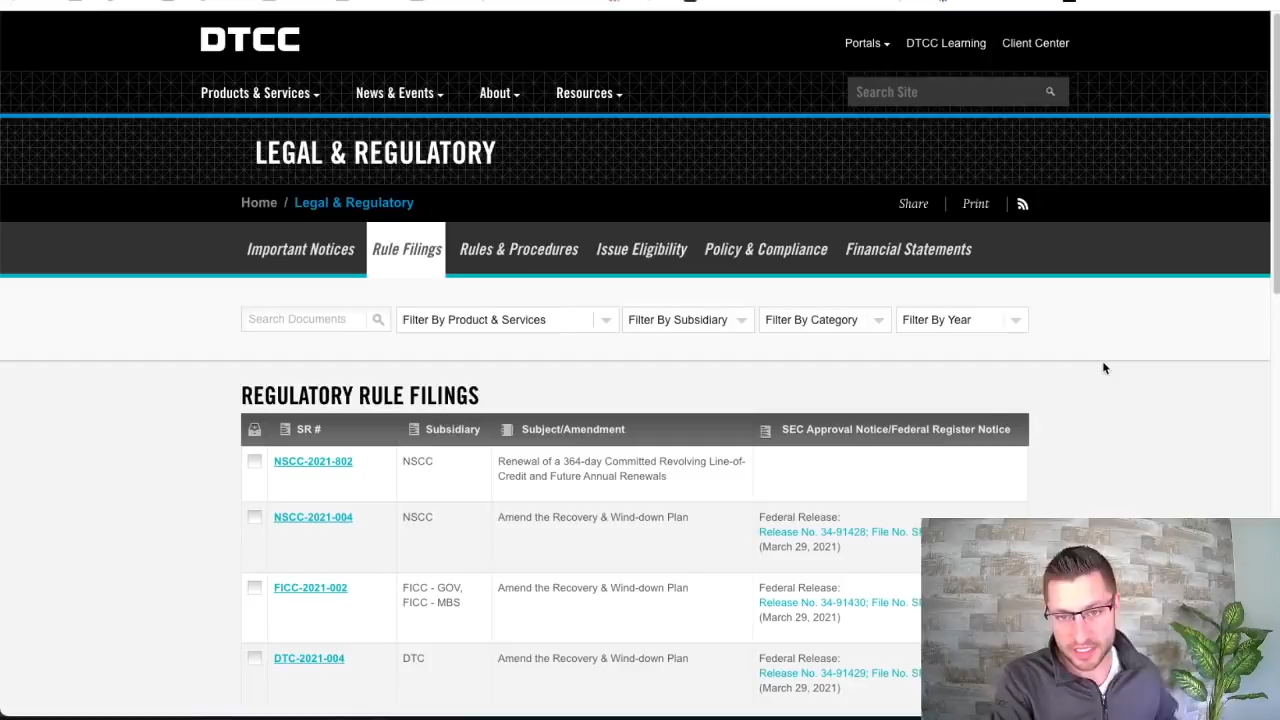 DTCC
Portals
DTCC Learning
Client Center
Products & Services
News & Events
About
Resources
Search Site
LEGAL & REGULATORY
Home / Legal & Regulatory
Share
Print
Important Notices
Rule Filings
Rules & Procedures
Issue Eligibility
Policy & Compliance
Financial Statements
Search Documents
Filter By Product & Services
Filter By Subsidiary
Filter By Category
Filter By Year
REGULATORY RULE FILINGS
SR #
Subsidiary
Subject/Amendment
SEC Approval Notice/Federal Register Notice
NSCC-2021-802
NSCC
Renewal of a 364-day Committed Revolving Line-of-
Credit and Future Annual Renewals
NSCC-2021-004
NSCC
Amend the Recovery & Wind-down Plan
Federal Release:
Release No. 34-91428; File No.
(March 29, 2021)
FICC-2021-002
FICC - GOV,
FICC - MBS
Amend the Recovery & Wind-down Plan
Federal Release:
Release No. 34-91430; File No.
(March 29, 2021)
DTC-2021-004
DTC
Amend the Recovery & Wind-down Plan
Federal Release:
Release No. 34-91429; File No.
(March 29, 2021)